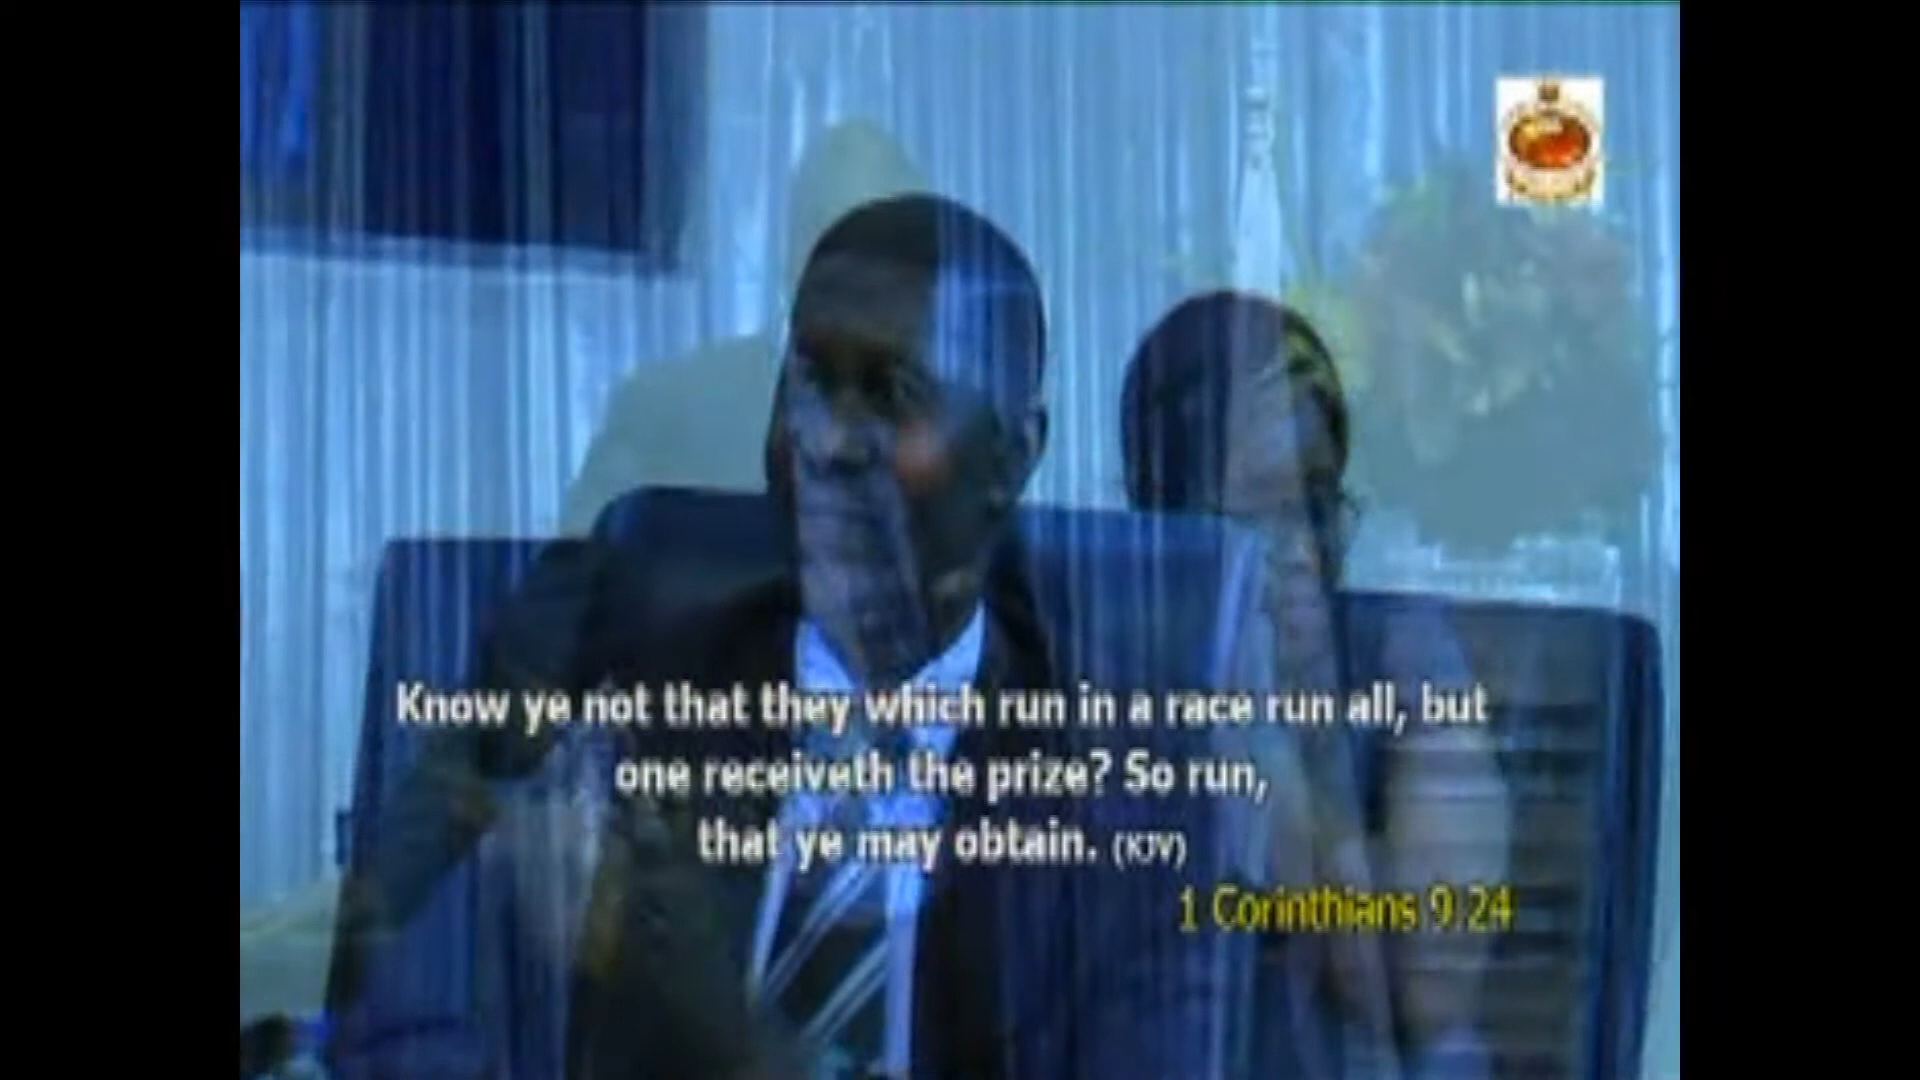 Know ye not that they which run in a race run all, but
one receiveth the prize? So run,
that ye may obtain. (KJV)
1 Corinthians 9:24